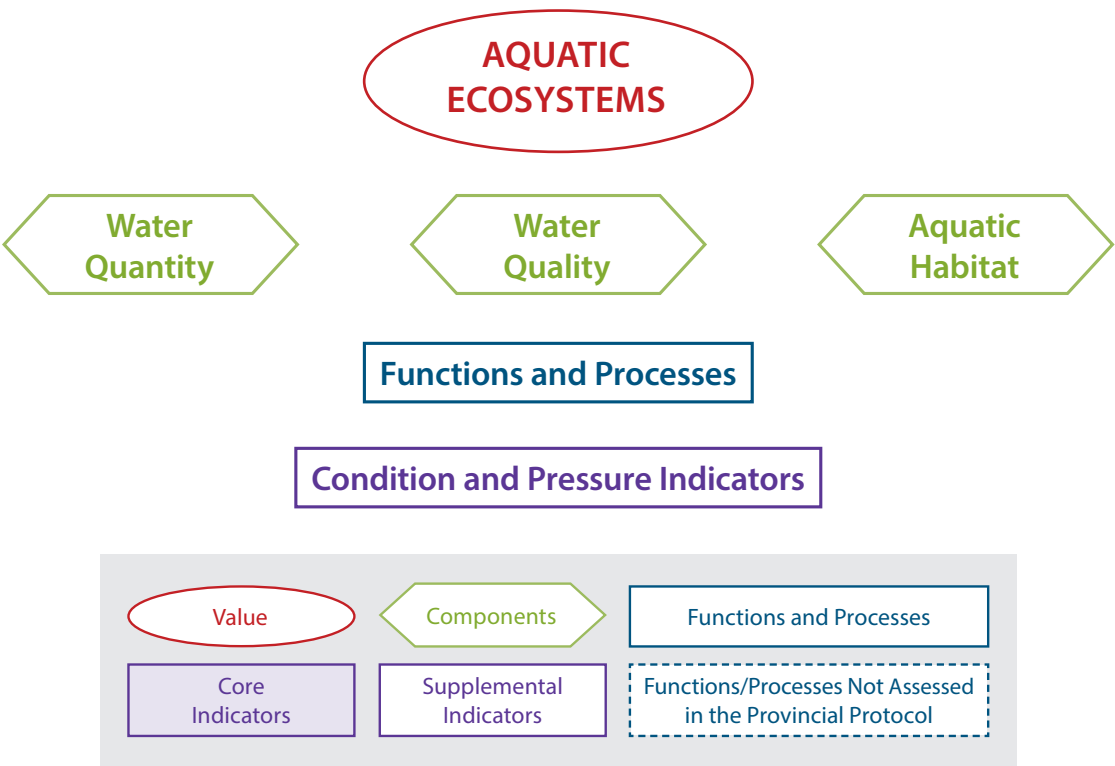 AQUATIC
ECOSYSTEMS
Water
Quantity
Water
Quality
Aquatic
Habitat
Functions and Processes
Condition and Pressure Indicators
Value
Components
Functions and Processes
Core
Indicators
Supplemental
Indicators
Functions/Processes Not Assessed
in the Provincial Protocol